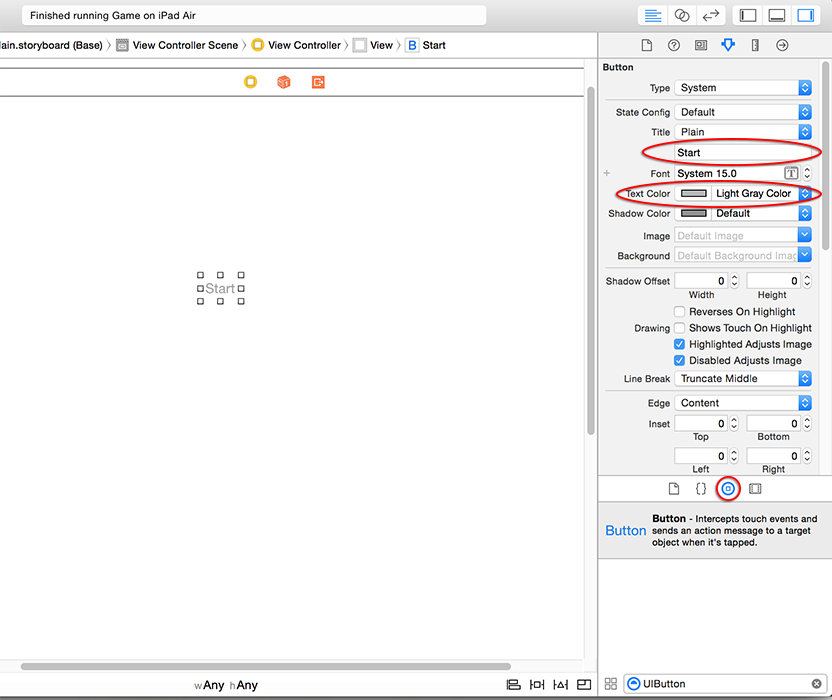 Finished running Game on iPad Air
lain.storyboard (Base) View Controller Scene View Controller View B Start
Button
Type System
State Config Default
Title Plain
Start
Font System 15.0 T
Text Color Light Gray Color
Shadow Color Default
Image Default Image
Background Default Background Imag
Shadow Offset 0 0
Width Height
Reverses On Highlight
Drawing Shows Touch On Highlight
Highlighted Adjusts Image
Disabled Adjusts Image
Line Break Truncate Middle
Edge Content
Inset 0 0
Top Bottom
0 0
Left Right
Start
Button
Button - Intercepts touch events and
sends an action message to a target
object when it's tapped.
wAny hAny
UIButton